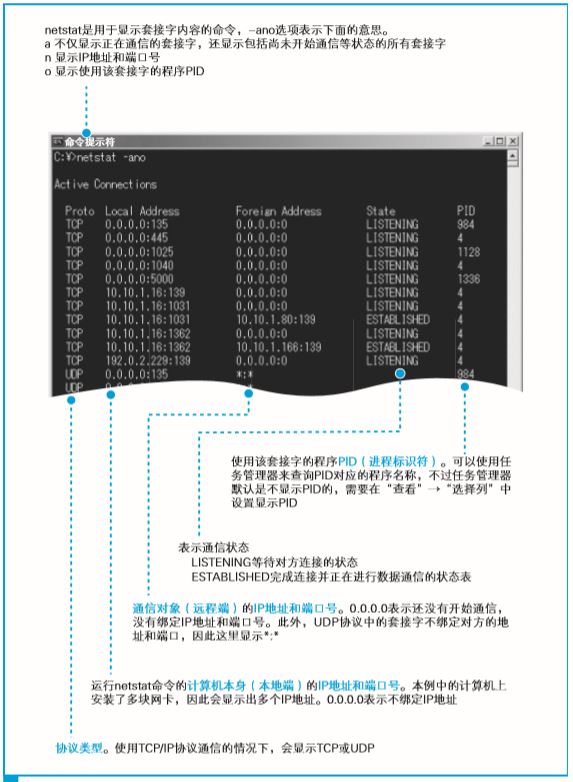 netstat是用于显示套接字内容的命令，–ano选项表示下面的意思。
a 不仅显示正在通信的套接字，还显示包括尚未开始通信等状态的所有套接字
n 显示IP地址和端口号
o 显示使用该套接字的程序PID
命令提示符
C:¥>netstat -ano
Active Connections
Proto Local Address Foreign Address State PID
TCP 0.0.0.0:135 0.0.0.0:0 LISTENING 984
TCP 0.0.0.0:445 0.0.0.0:0 LISTENING 4
TCP 0.0.0.0:1025 0.0.0.0:0 LISTENING 1128
TCP 0.0.0.0:1040 0.0.0.0:0 LISTENING 4
TCP 0.0.0.0:5000 0.0.0.0:0 LISTENING 1336
TCP 10.10.1.16:139 0.0.0.0:0 LISTENING 4
TCP 10.10.1.16:1031 0.0.0.0:0 LISTENING 4
TCP 10.10.1.16:1031 10.10.1.80:139 ESTABLISHED 4
TCP 10.10.1.16:1362 0.0.0.0:0 LISTENING 4
TCP 10.10.1.16:1362 10.10.1.166:139 ESTABLISHED 4
TCP 192.0.2.229:139 0.0.0.0:0 LISTENING 4
UDP 0.0.0.0:135 *:* 984
UDP
使用该套接字的程序PID（进程标识符）。可以使用任
务管理器来查询PID对应的程序名称，不过任务管理器
默认是不显示PID的，需要在“查看”→“选择列”中
设置显示PID
表示通信状态
LISTENING等待对方连接的状态
ESTABLISHED完成连接并正在进行数据通信的状态表
通信对象（远程端）的IP地址和端口号。0.0.0.0表示还没有开始通信，
没有绑定IP地址和端口号。此外，UDP协议中的套接字不绑定对方的地
址和端口，因此这里显示*:*
运行netstat命令的计算机本身（本地端）的IP地址和端口号。本例中的计算机上
安装了多块网卡，因此会显示出多个IP地址。0.0.0.0表示不绑定IP地址
协议类型。使用TCP/IP协议通信的情况下，会显示TCP或UDP